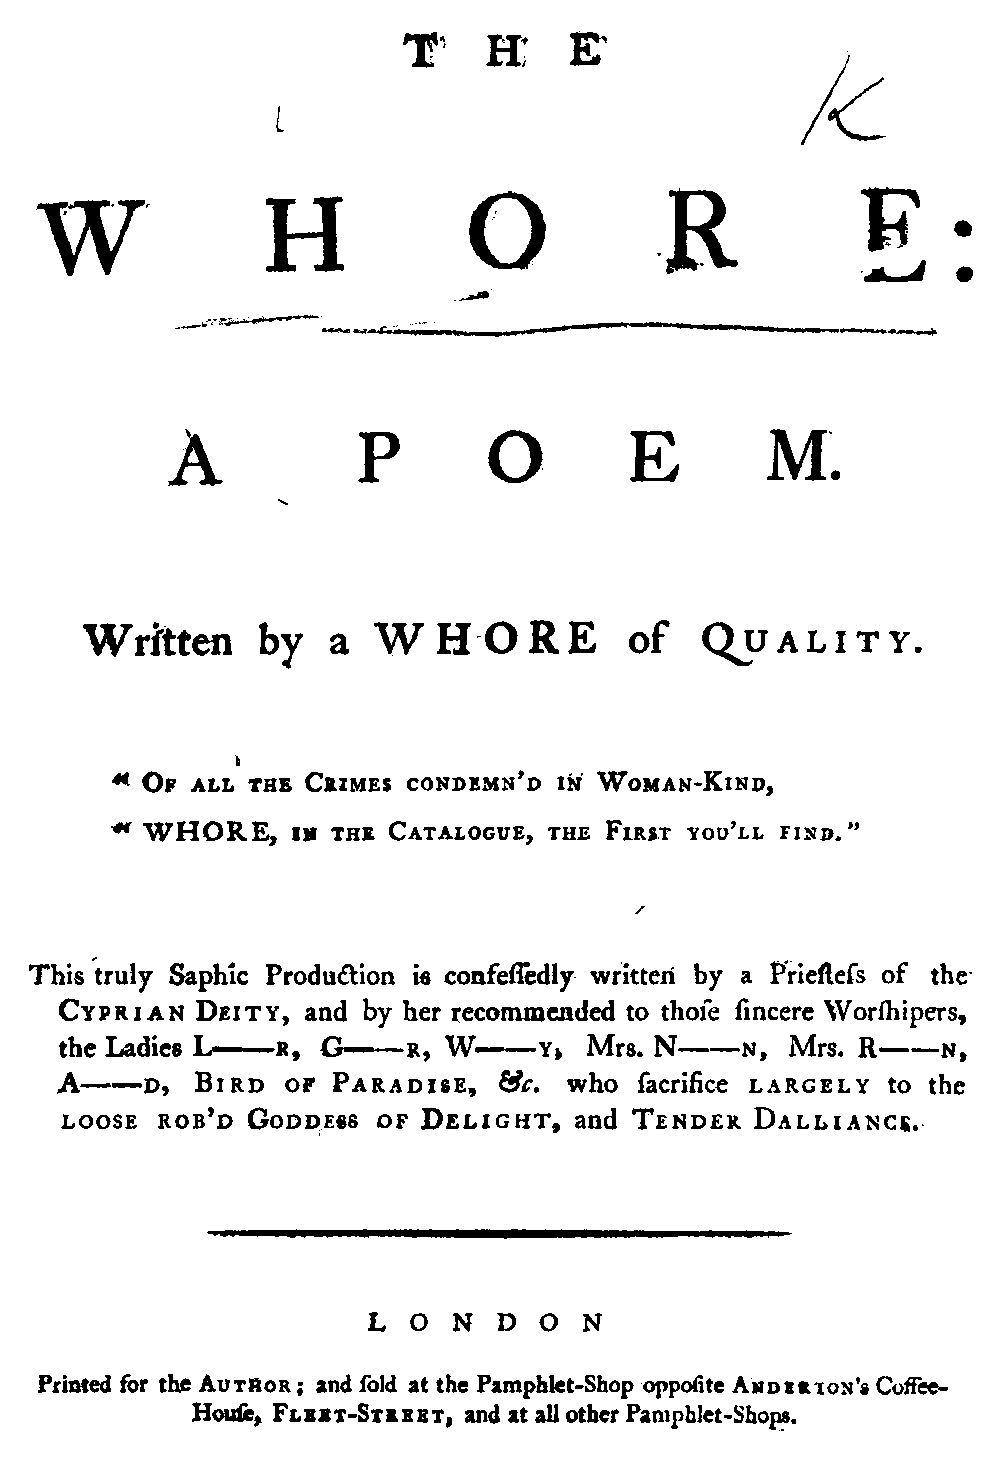 THE
K
WHORE:
A POEM.
Written by a WHORE of QUALITY.
“ OF ALL THE CRIMES CONDEMN’D IN WOMAN-KIND,
“ WHORE, IN THE CATALOGUE, THE FIRST YOU’LL FIND.”
This truly Saphic Production is confeſſedly written by a Prieſteſs of the
CYPRIAN DEITY, and by her recommended to thoſe ſincere Worſhipers,
the Ladies L——R, G——R, W——Y, Mrs. N——N, Mrs. R——N,
A——D, BIRD OF PARADISE, &c. who ſacrifice LARGELY to the
LOOSE ROB’D GODDESS OF DELIGHT, and TENDER DALLIANCE.
LONDON
Printed for the AUTHOR; and ſold at the Pamphlet-Shop oppoſite ANDERTON’s Coffee-
Houſe, FLEET-STREET, and at all other Pamphlet-Shops.